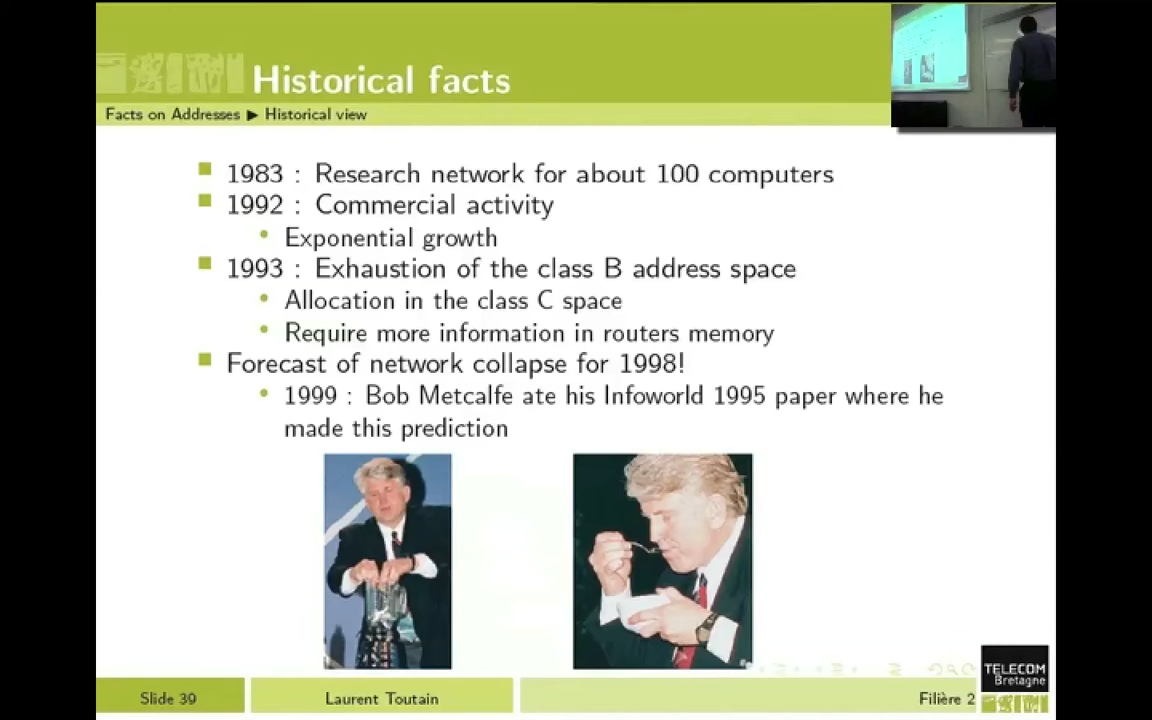 Historical facts
Facts on Addresses ▶ Historical view
1983 : Research network for about 100 computers
1992 : Commercial activity
Exponential growth
1993 : Exhaustion of the class B address space
Allocation in the class C space
Require more information in routers memory
Forecast of network collapse for 1998!
1999 : Bob Metcalfe ate his Infoworld 1995 paper where he
made this prediction
TELECOM
Bretagne
Slide 39
Laurent Toutain
Filière 2